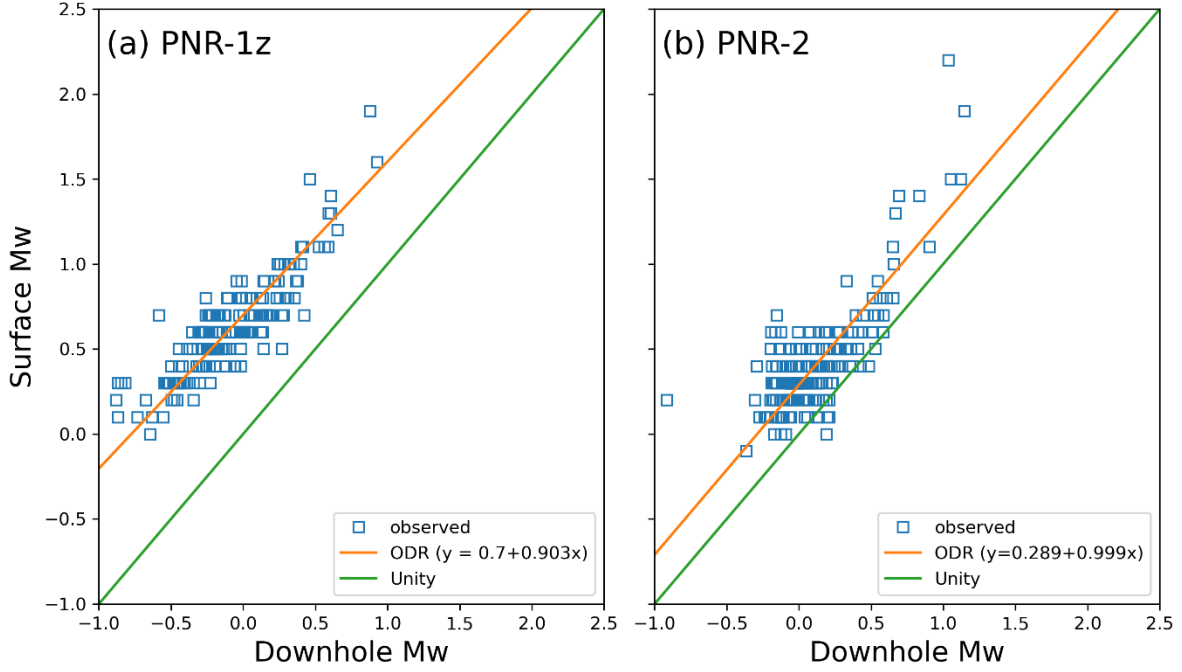 (a) PNR-1z
(b) PNR-2
2.5
2.0
1.5
1.0
0.5
0.0
−0.5
−1.0
Surface Mw
observed
ODR (y = 0.7+0.903x)
Unity
−1.0 −0.5 0.0 0.5 1.0 1.5 2.0 2.5
Downhole Mw
observed
ODR (y=0.289+0.999x)
Unity
−1.0 −0.5 0.0 0.5 1.0 1.5 2.0 2.5
Downhole Mw